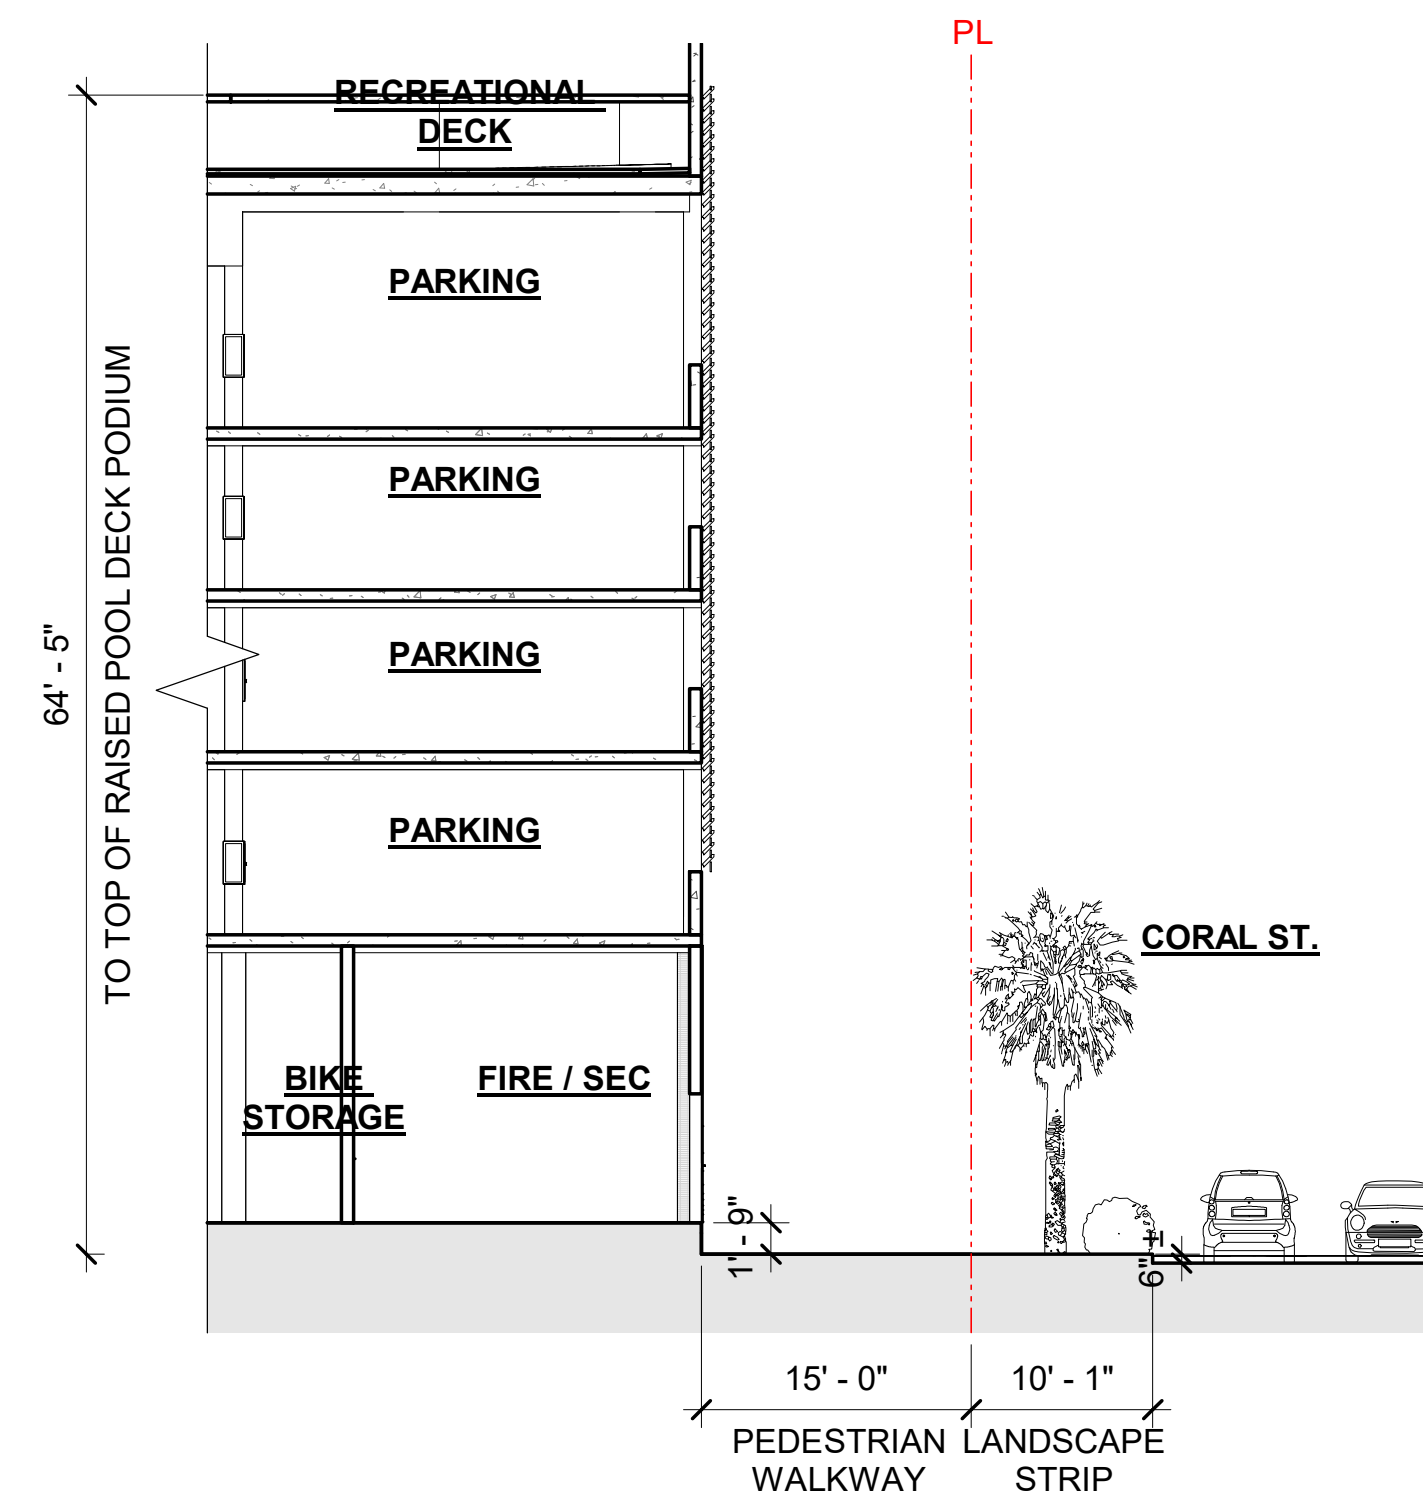 PL
RECREATIONAL
DECK
PARKING
PARKING
PARKING
PARKING
64' - 5"
TO TOP OF RAISED POOL DECK PODIUM
CORAL ST.
BIKE
STORAGE
FIRE / SEC
1' - 9"
6" ±
15' - 0"
10' - 1"
PEDESTRIAN
WALKWAY
LANDSCAPE
STRIP